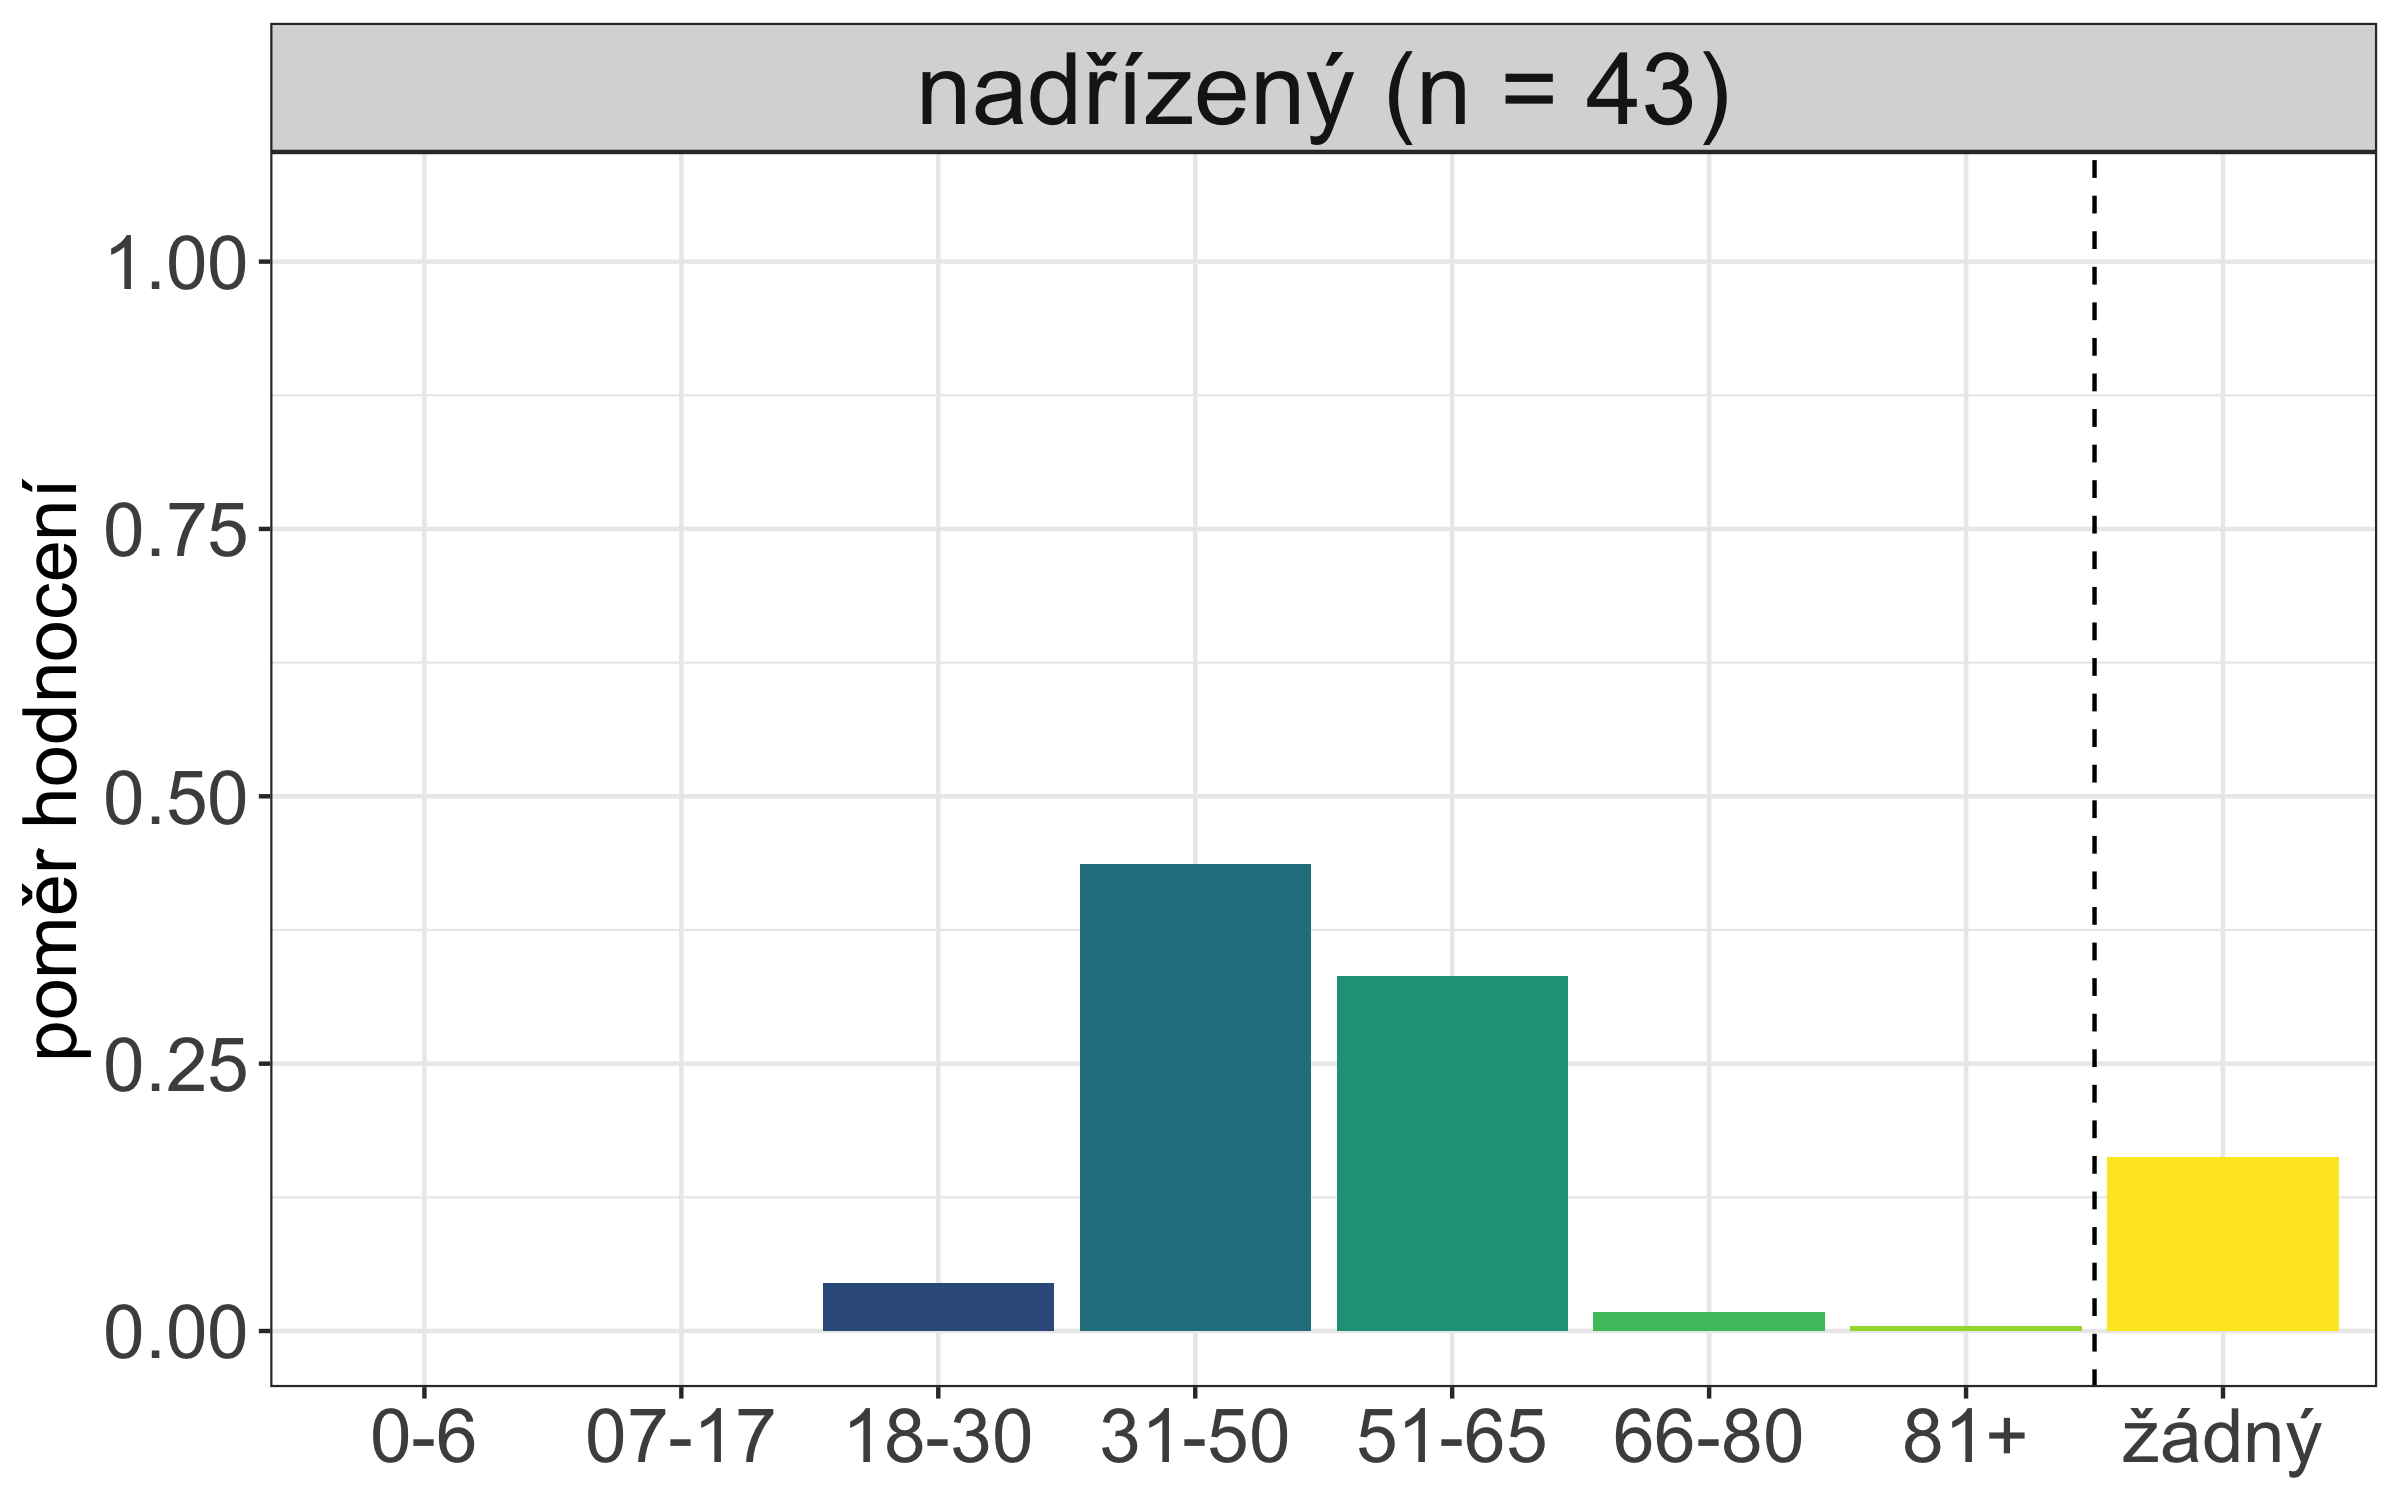 nadřízený (n = 43)
poměr hodnocení
1.00
0.75
0.50
0.25
0.00
0-6 07-17 18-30 31-50 51-65 66-80 81+ žádný